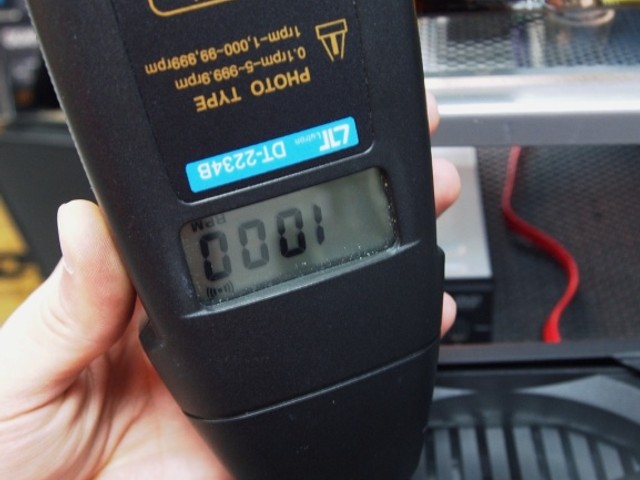 1000
RPM
LT Lutron DT-2234B
PHOTO TYPE
0.1rpm~5~999.9rpm
1rpm~1,000~99,999rpm